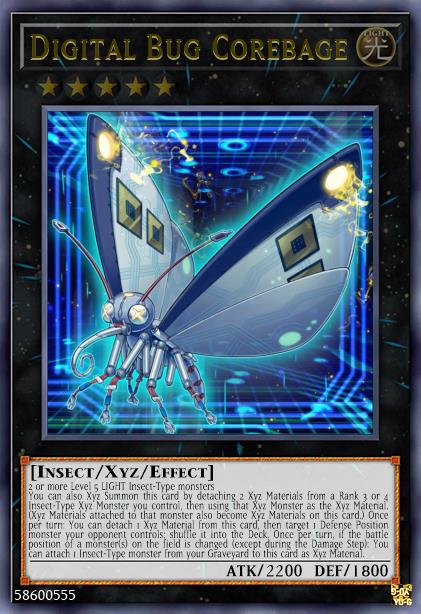 DIGITAL BUG COREBAGE
LIGHT
光
[INSECT/XYZ/EFFECT]
2 or more Level 5 LIGHT Insect-Type monsters
You can also Xyz Summon this card by detaching 2 Xyz Materials from a Rank 3 or 4
Insect-Type Xyz Monster you control, then using that Xyz Monster as the Xyz Material.
(Xyz Materials attached to that monster also become Xyz Materials on this card.) Once
per turn: You can detach 1 Xyz Material from this card, then target 1 Defense Position
monster your opponent controls; shuffle it into the Deck. Once per turn, if the battle
position of a monster(s) on the field is changed (except during the Damage Step): You can
attach 1 Insect-Type monster from your Graveyard to this card as Xyz Material.
ATK/2200 DEF/1800
58600555